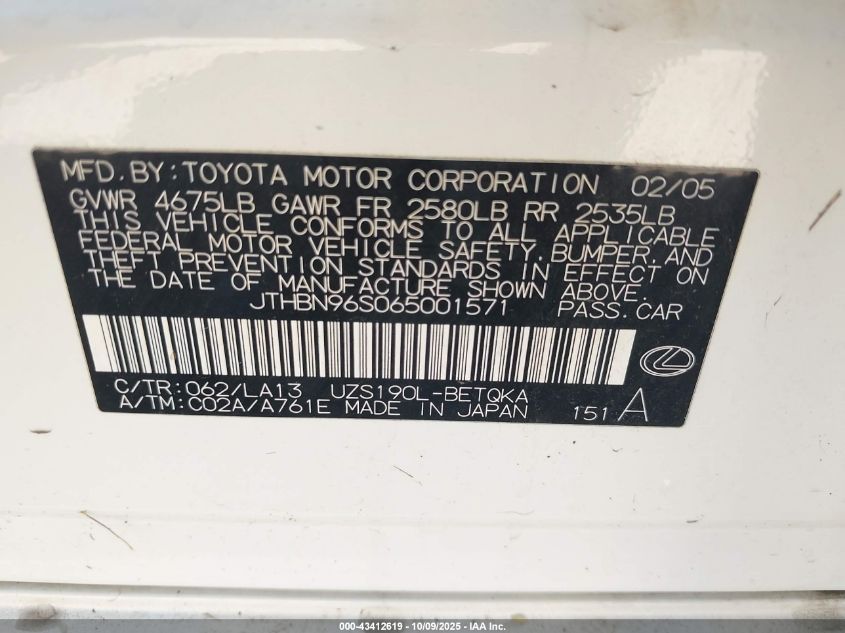 MFD. BY: TOYOTA MOTOR CORPORATION 02/05
GVWR 4675LB GAWR FR 2580LB RR 2535LB
THIS VEHICLE CONFORMS TO ALL APPLICABLE
FEDERAL MOTOR VEHICLE SAFETY, BUMPER, AND
THEFT PREVENTION STANDARDS IN EFFECT ON
THE DATE OF MANUFACTURE SHOWN ABOVE.
JTHBN96S065001571 PASS. CAR
C/TR: 062/LA13 UZS190L-BETQKA
A/TM: C02A/A761E MADE IN JAPAN 151 A
000-43412619 - 10/09/2025 - IAA Inc.